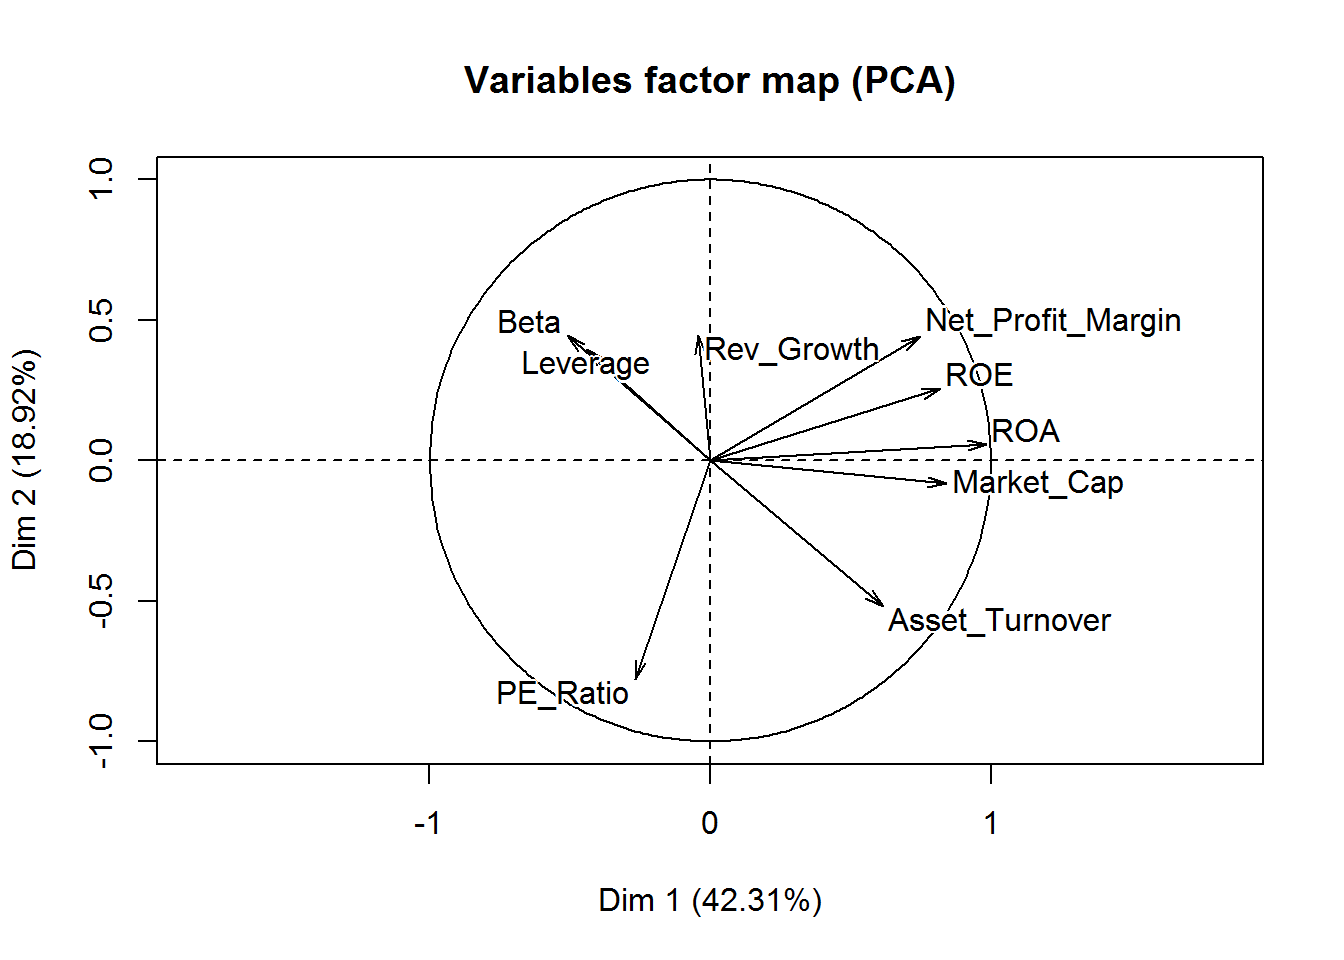 Variables factor map (PCA)
1.0
0.5
0.0
-0.5
-1.0
Dim 2 (18.92%)
Beta
Leverage
Rev_Growth
Net_Profit_Margin
ROE
ROA
Market_Cap
Asset_Turnover
PE_Ratio
-1 0 1
Dim 1 (42.31%)